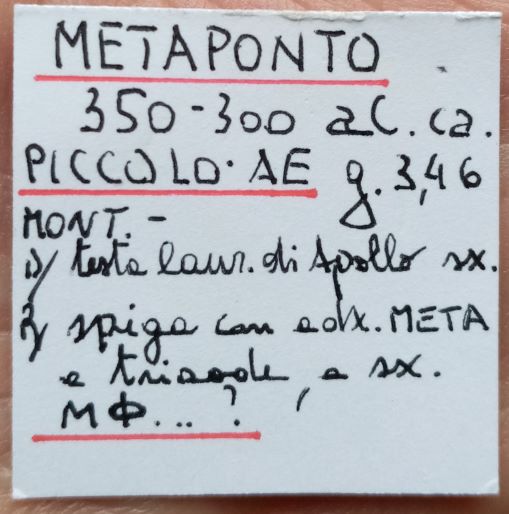 METAPONTO
350-300 aC. ca.
PICCOLO· AE g. 3,46
MONT. -
D/ testa laur. di Apollo sx.
R/ spiga con a dx. META
e tripode, a sx.
MΦ... ?